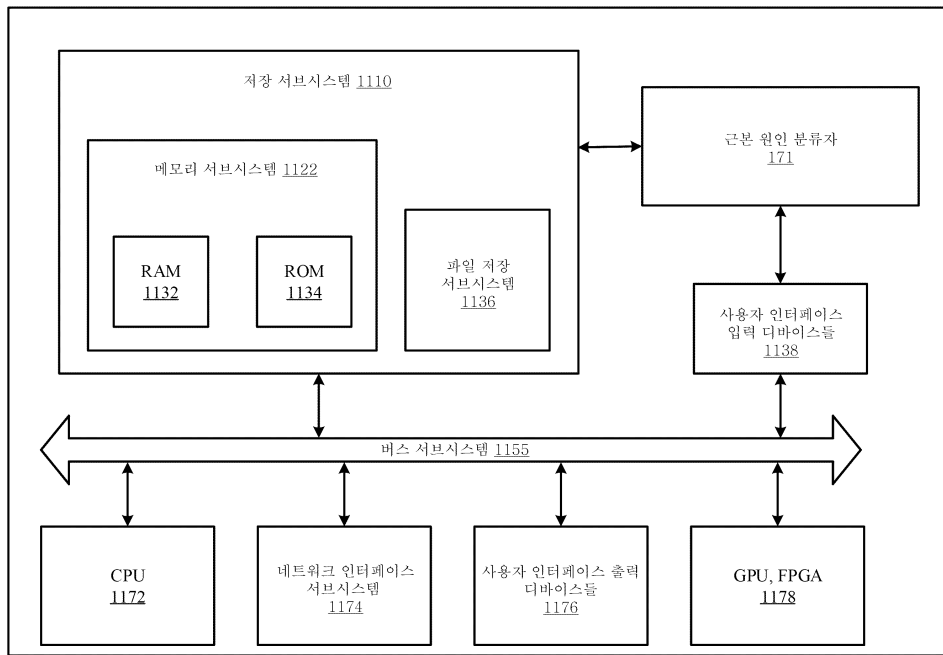 저장 서브시스템 1110
메모리 서브시스템 1122
RAM
1132
ROM
1134
파일 저장
서브시스템
1136
근본 원인 분류자
171
사용자 인터페이스
입력 디바이스들
1138
버스 서브시스템 1155
CPU
1172
네트워크 인터페이스
서브시스템
1174
사용자 인터페이스 출력
디바이스들
1176
GPU, FPGA
1178